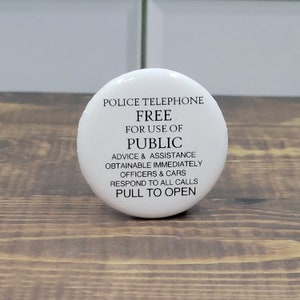 POLICE TELEPHONE
FREE
FOR USE OF
PUBLIC
ADVICE & ASSISTANCE
OBTAINABLE IMMEDIATELY
OFFICERS & CARS
RESPOND TO ALL CALLS
PULL TO OPEN